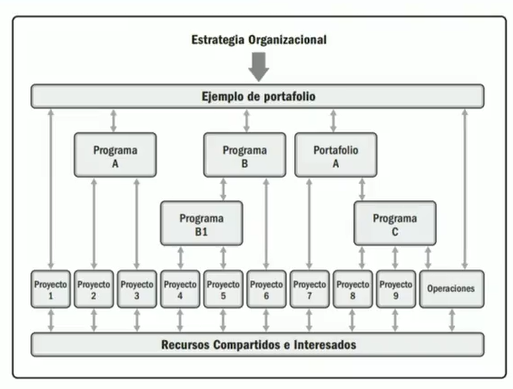 Estrategia Organizacional
Ejemplo de portafolio
Programa
A
Programa
B
Portafolio
A
Programa
B1
Programa
C
Proyecto
1
Proyecto
2
Proyecto
3
Proyecto
4
Proyecto
5
Proyecto
6
Proyecto
7
Proyecto
8
Proyecto
9
Operaciones
Recursos Compartidos e Interesados